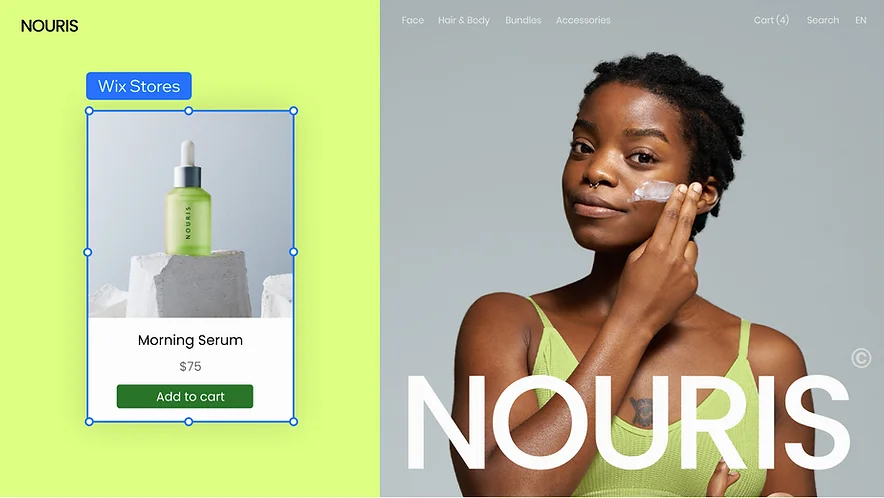 NOURIS
Wix Stores
NOURIS
Morning Serum
$75
Add to cart
Face Hair & Body Bundles Accessories Cart (4) Search EN
©
NOURIS